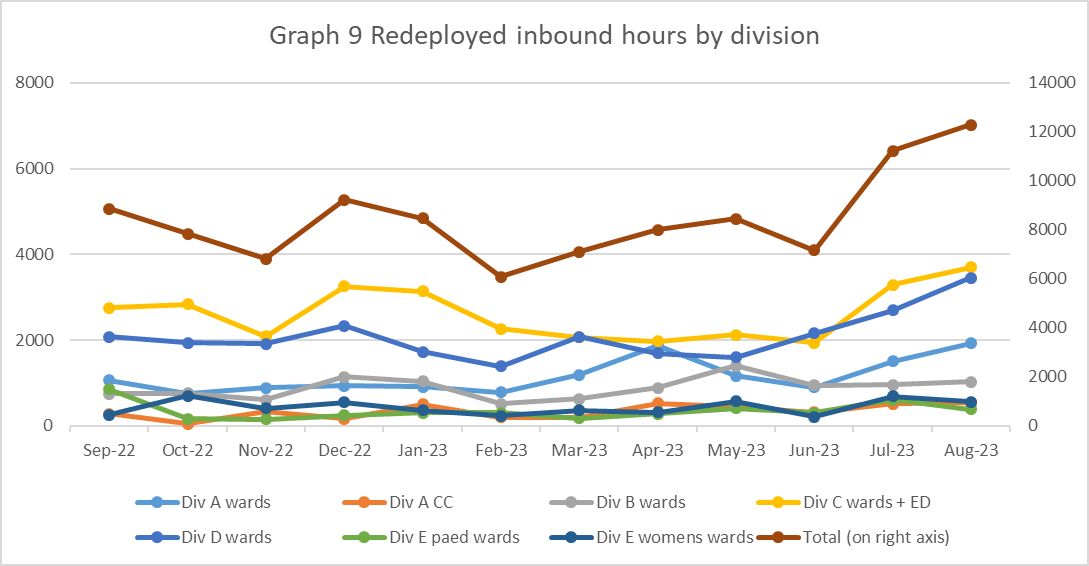 Graph 9 Redeployed inbound hours by division
8000 14000
12000
6000
10000
8000
4000
6000
4000
2000
2000
0 0
Sep-22 Oct-22 Nov-22 Dec-22 Jan-23 Feb-23 Mar-23 Apr-23 May-23 Jun-23 Jul-23 Aug-23
Div A wards Div A CC Div B wards Div C wards + ED
Div D wards Div E paed wards Div E womens wards Total (on right axis)